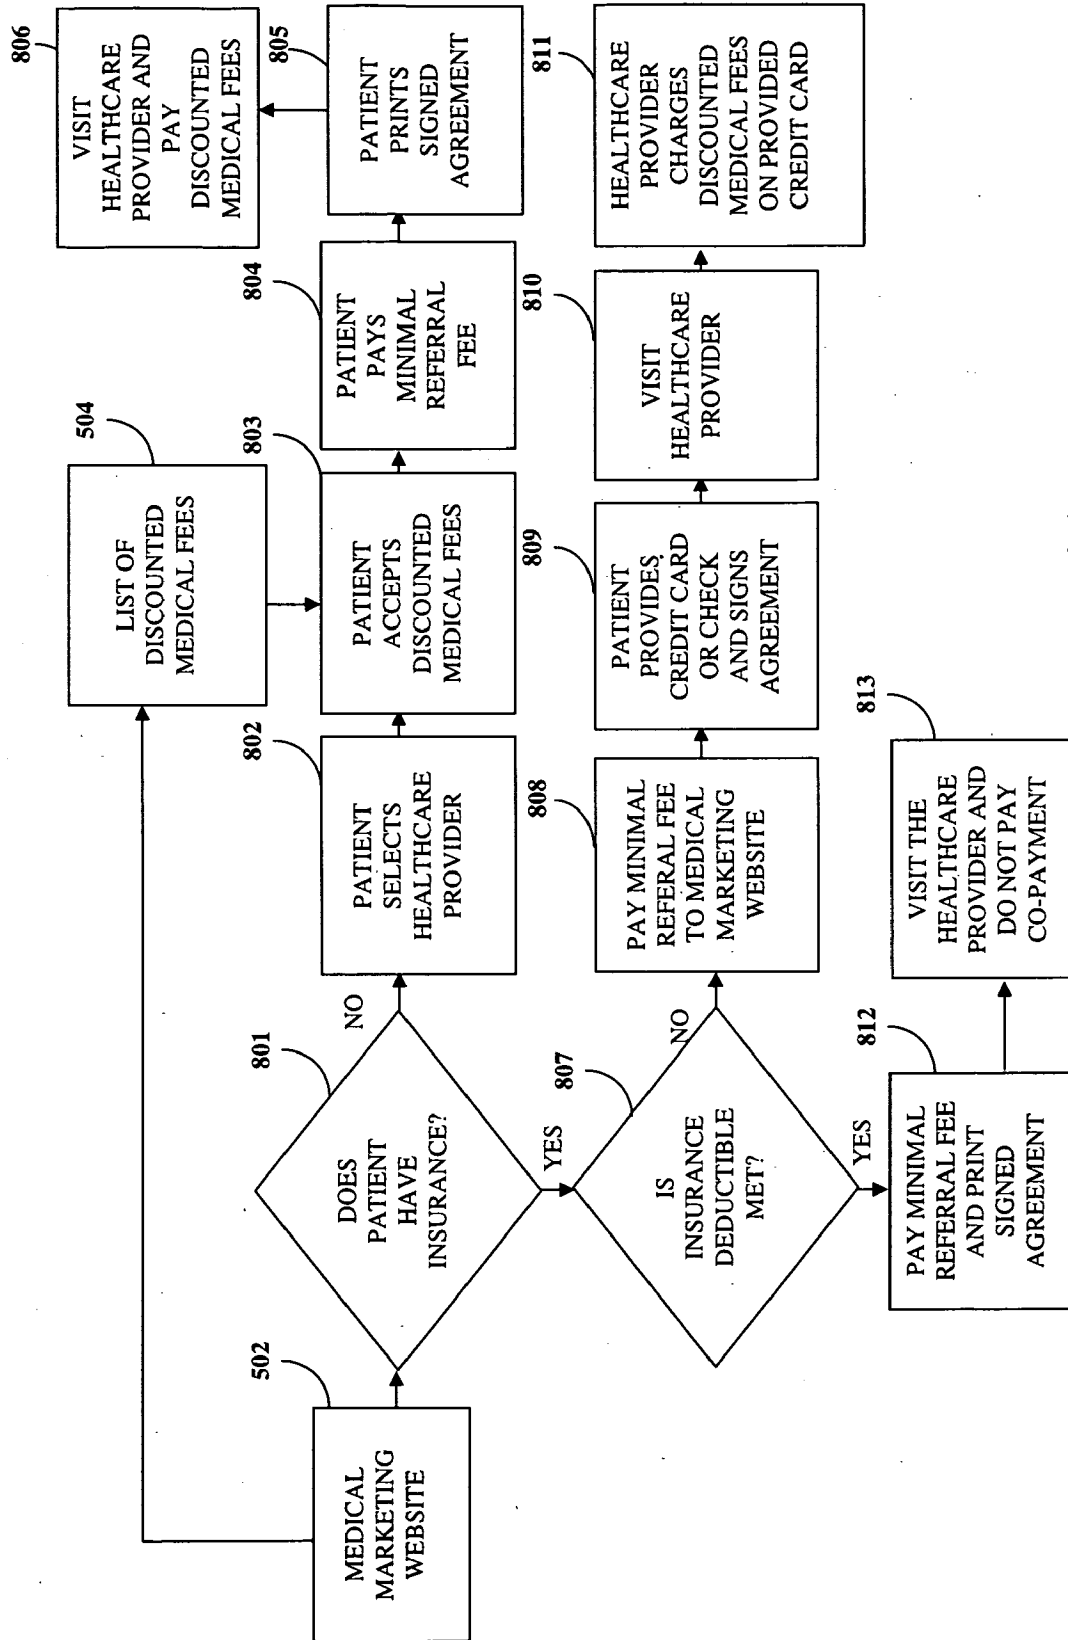 806
VISIT
HEALTHCARE
PROVIDER AND
PAY
DISCOUNTED
MEDICAL FEES
504
LIST OF
DISCOUNTED
MEDICAL FEES
502
MEDICAL
MARKETING
WEBSITE
801
DOES
PATIENT
HAVE
INSURANCE?
NO
YES
802
PATIENT
SELECTS
HEALTHCARE
PROVIDER
803
PATIENT
ACCEPTS
DISCOUNTED
MEDICAL FEES
804
PATIENT
PAYS
MINIMAL
REFERRAL
FEE
805
PATIENT
PRINTS
SIGNED
AGREEMENT
807
IS
INSURANCE
DEDUCTIBLE
MET?
NO
YES
808
PAY MINIMAL
REFERAL FEE
TO MEDICAL
MARKETING
WEBSITE
809
PATIENT
PROVIDES
CREDIT CARD
OR CHECK
AND SIGNS
AGREEMENT
810
VISIT
HEALTHCARE
PROVIDER
811
HEALTHCARE
PROVIDER
CHARGES
DISCOUNTED
MEDICAL FEES
ON PROVIDED
CREDIT CARD
812
PAY MINIMAL
REFERRAL FEE
AND PRINT
SIGNED
AGREEMENT
813
VISIT THE
HEALTHCARE
PROVIDER AND
DO NOT PAY
CO-PAYMENT